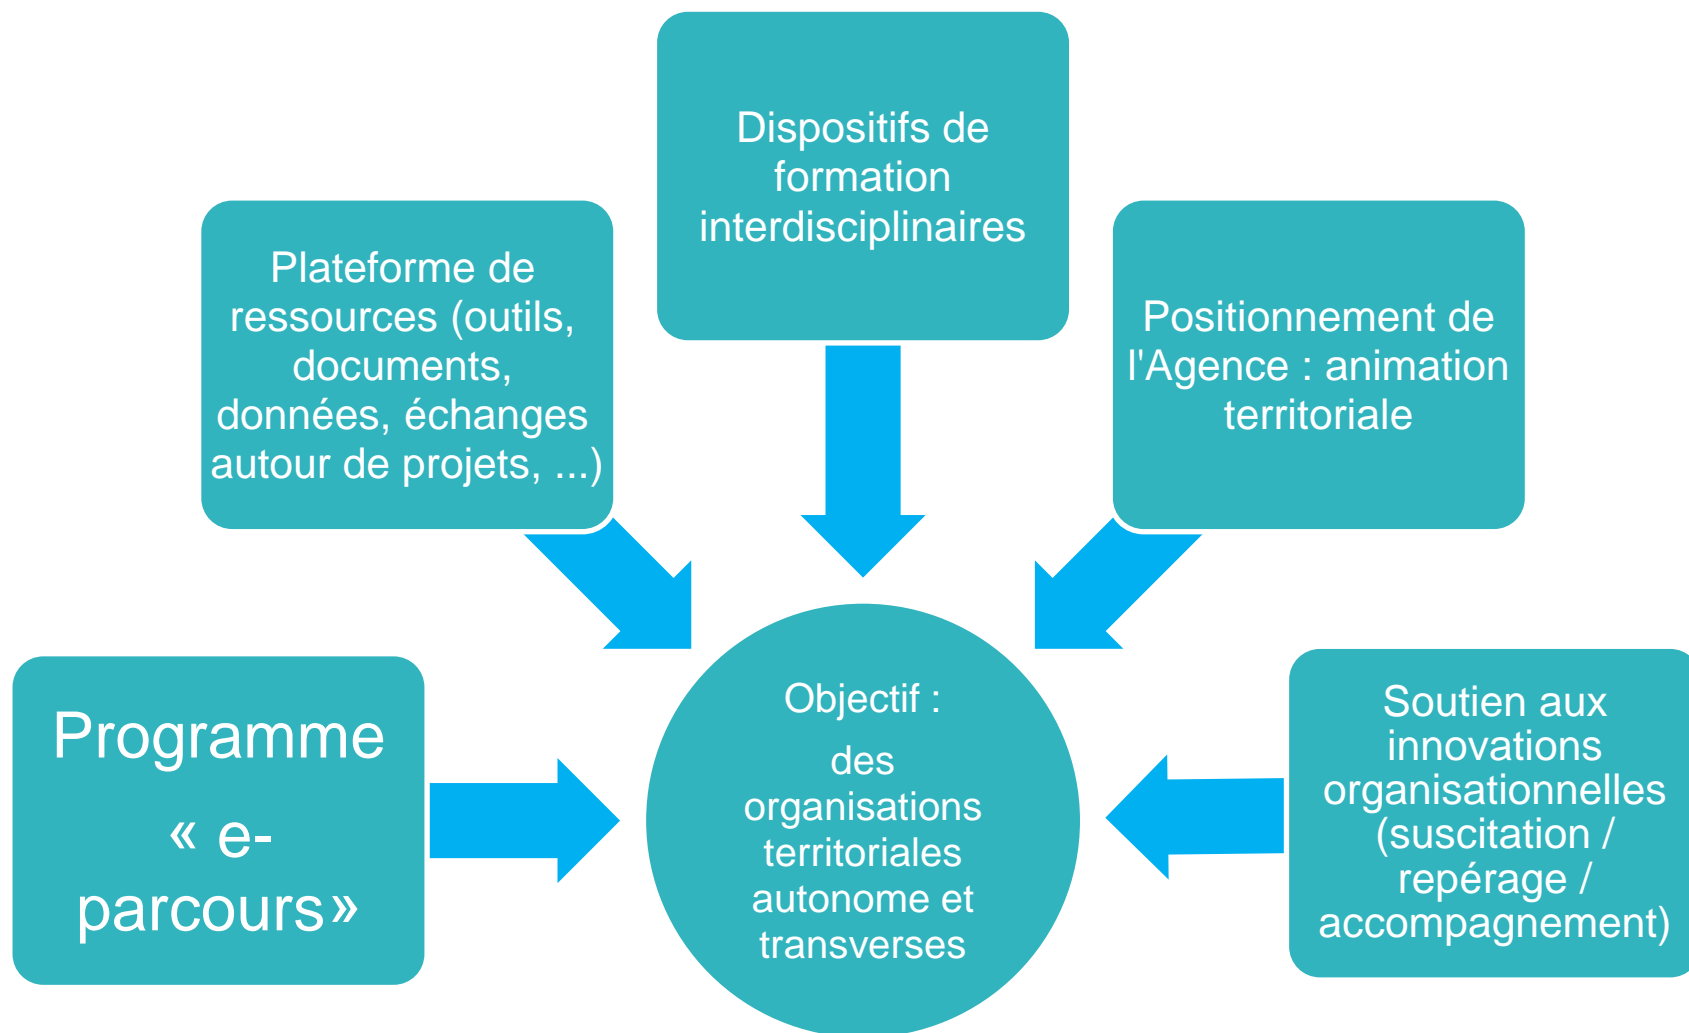 Dispositifs de
formation
interdisciplinaires
Plateforme de
ressources (outils,
documents,
données, échanges
autour de projets, ...)
Positionnement de
l'Agence : animation
territoriale
Programme
« e-
parcours»
Objectif :
des
organisations
territoriales
autonome et
transverses
Soutien aux
innovations
organisationnelles
(suscitation /
repérage /
accompagnement)